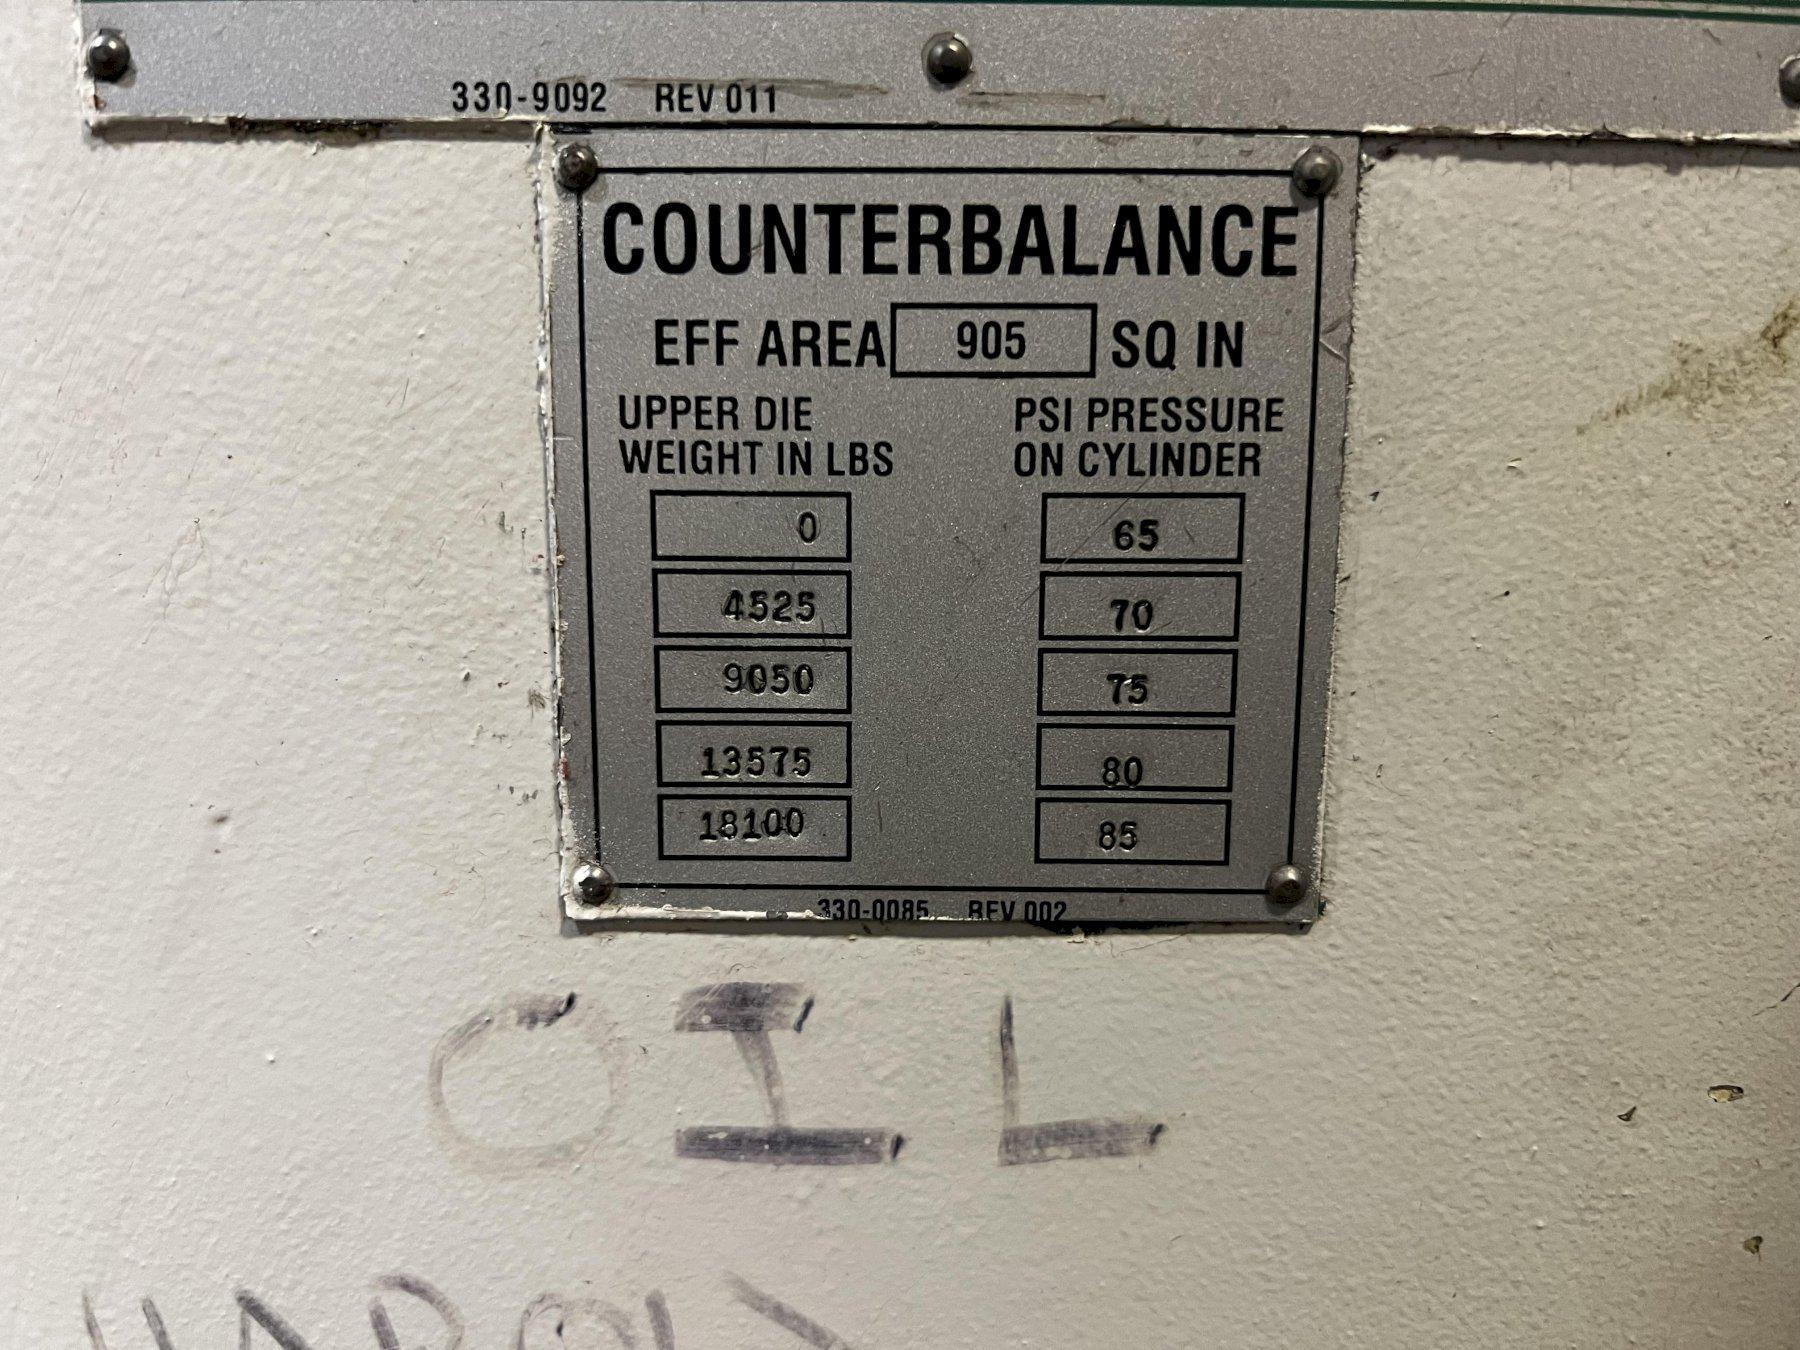 330-9092 REV 011
COUNTERBALANCE
EFF AREA 905 SQ IN
UPPER DIE PSI PRESSURE
WEIGHT IN LBS ON CYLINDER
0 65
4525 70
9050 75
13575 80
18100 85
330-0085 REV 002
OIL